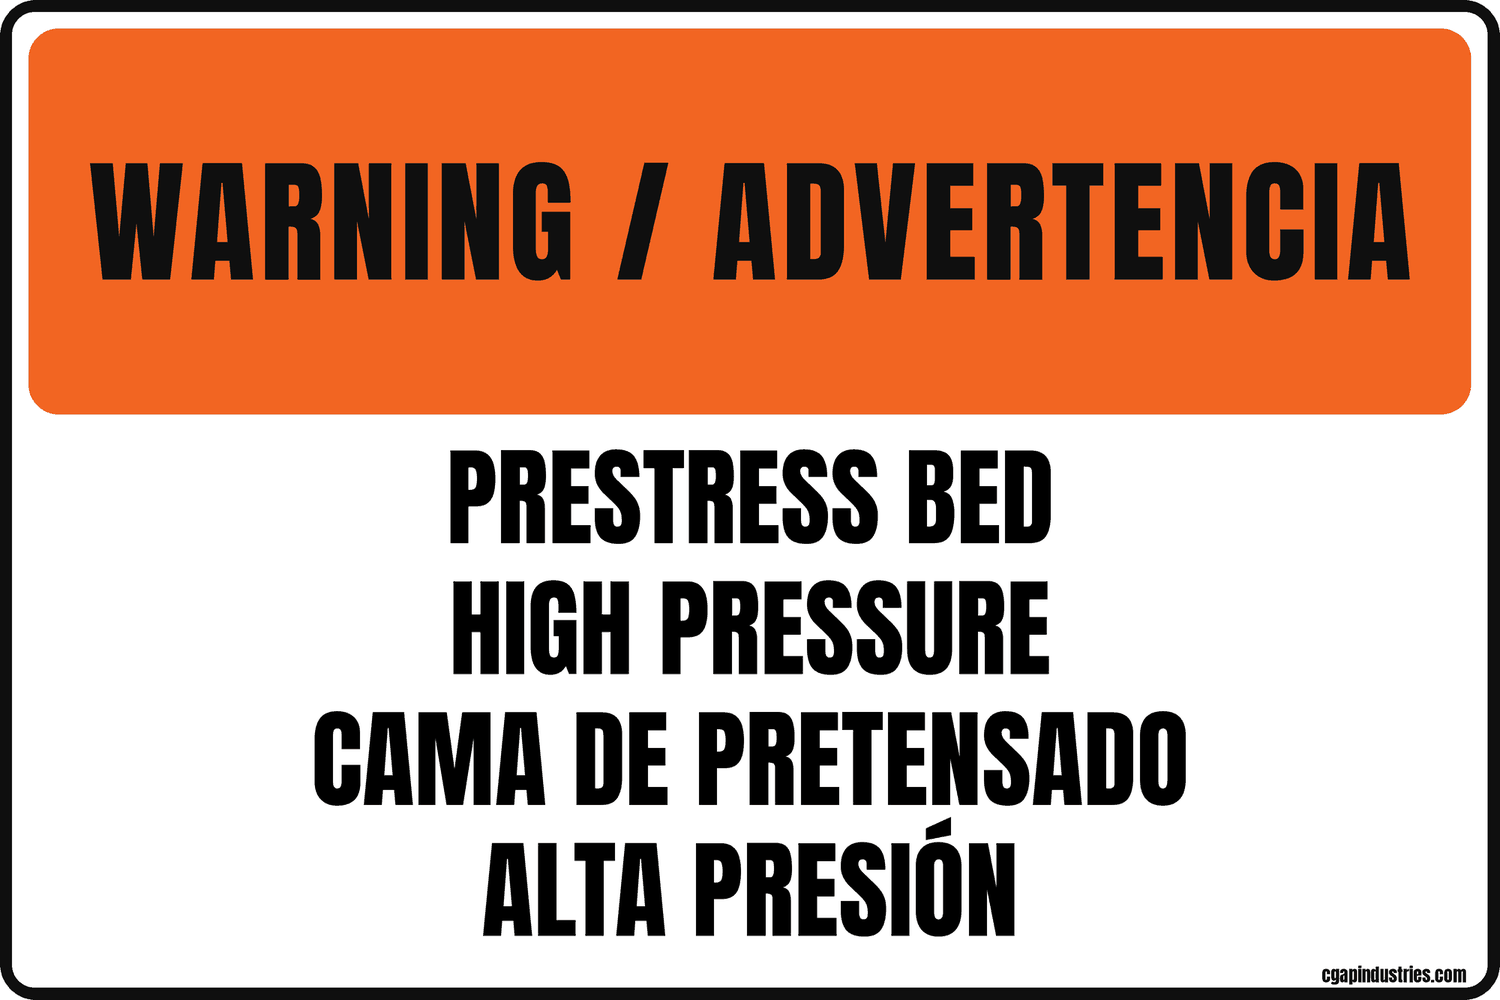 WARNING / ADVERTENCIA
PRESTRESS BED
HIGH PRESSURE
CAMA DE PRETENSADO
ALTA PRESIÓN
cgapindustries.com